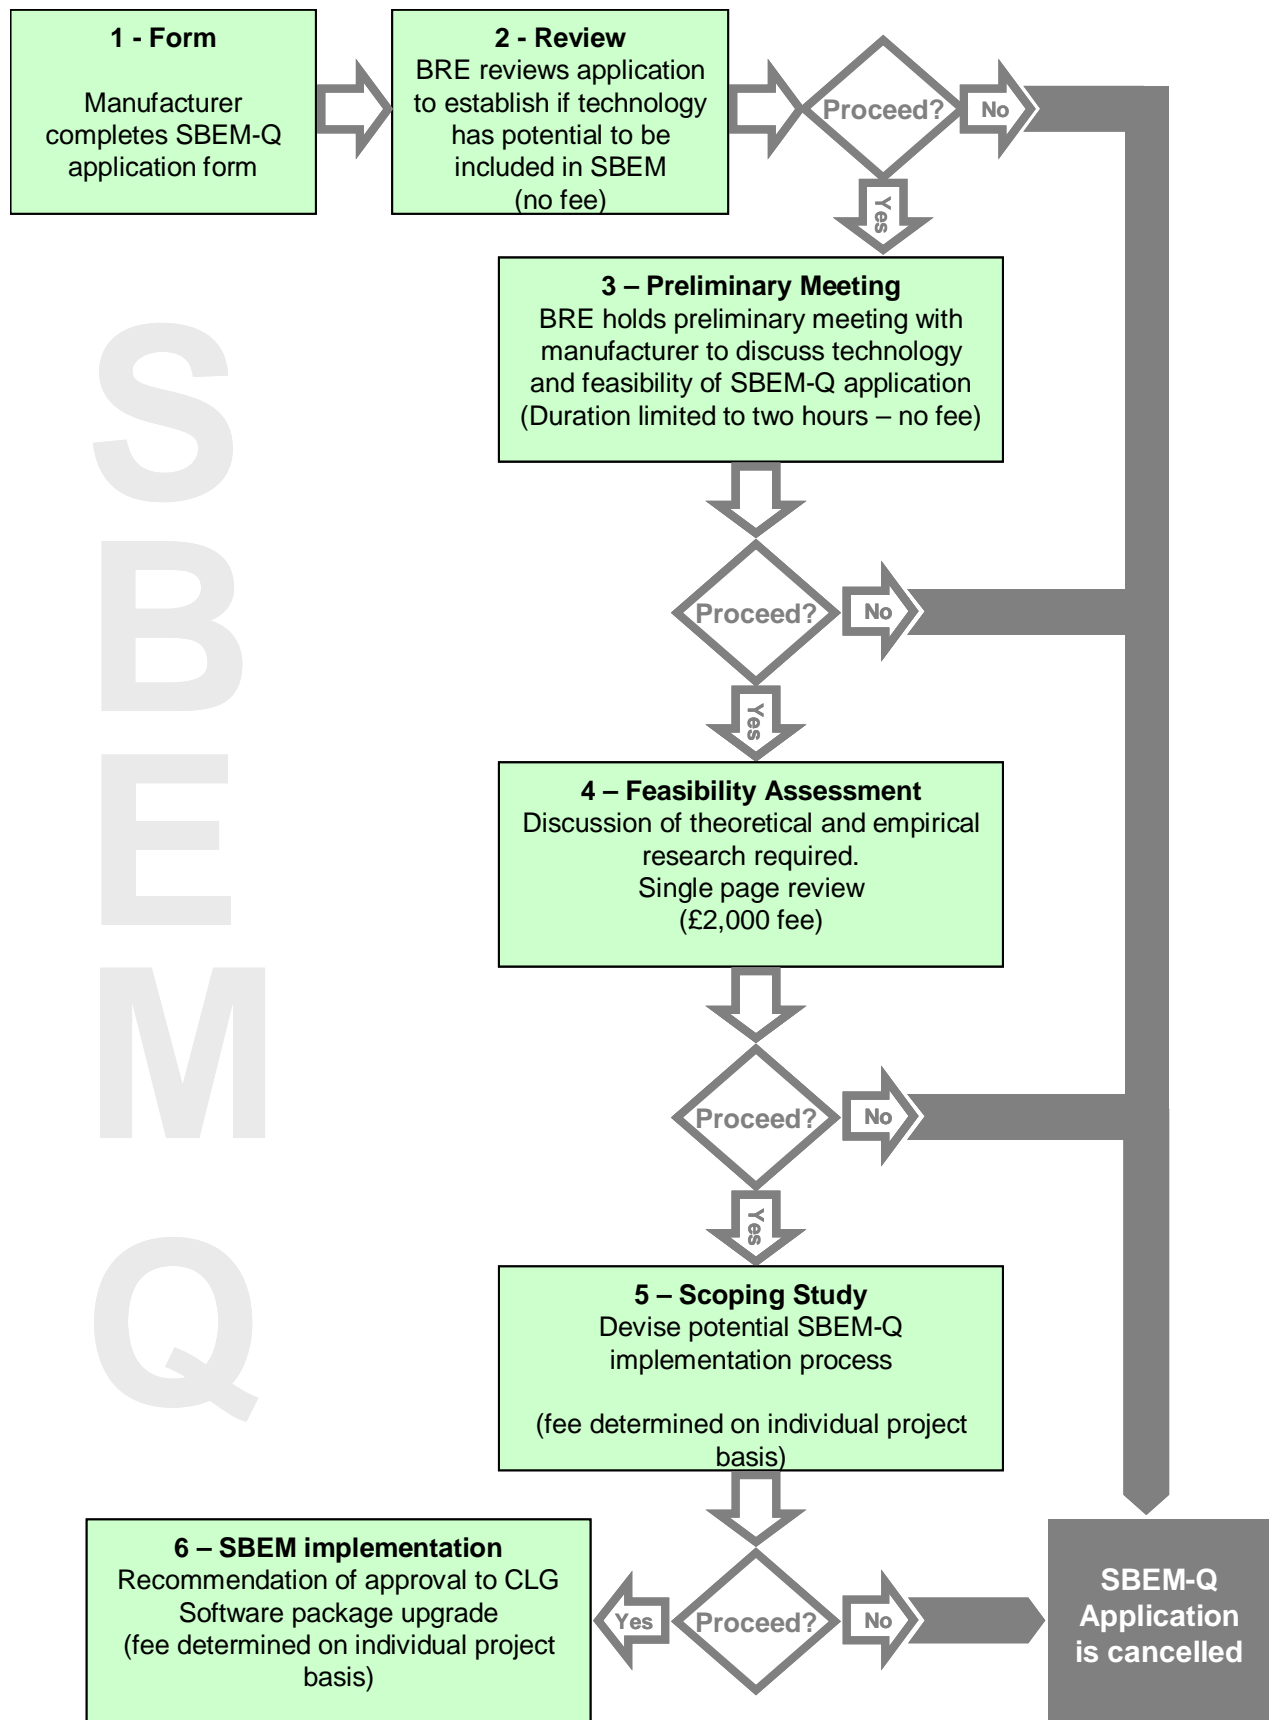 1 - Form
Manufacturer
completes SBEM-Q
application form
2 - Review
BRE reviews application
to establish if technology
has potential to be
included in SBEM
(no fee)
Proceed?
No
Yes
3 – Preliminary Meeting
BRE holds preliminary meeting with
manufacturer to discuss technology
and feasibility of SBEM-Q application
(Duration limited to two hours – no fee)
Proceed?
No
Yes
4 – Feasibility Assessment
Discussion of theoretical and empirical
research required.
Single page review
(£2,000 fee)
Proceed?
No
Yes
5 – Scoping Study
Devise potential SBEM-Q
implementation process
(fee determined on individual project
basis)
6 – SBEM implementation
Recommendation of approval to CLG
Software package upgrade
(fee determined on individual project
basis)
Yes
Proceed?
No
SBEM-Q
Application
is cancelled
S
B
E
M
Q